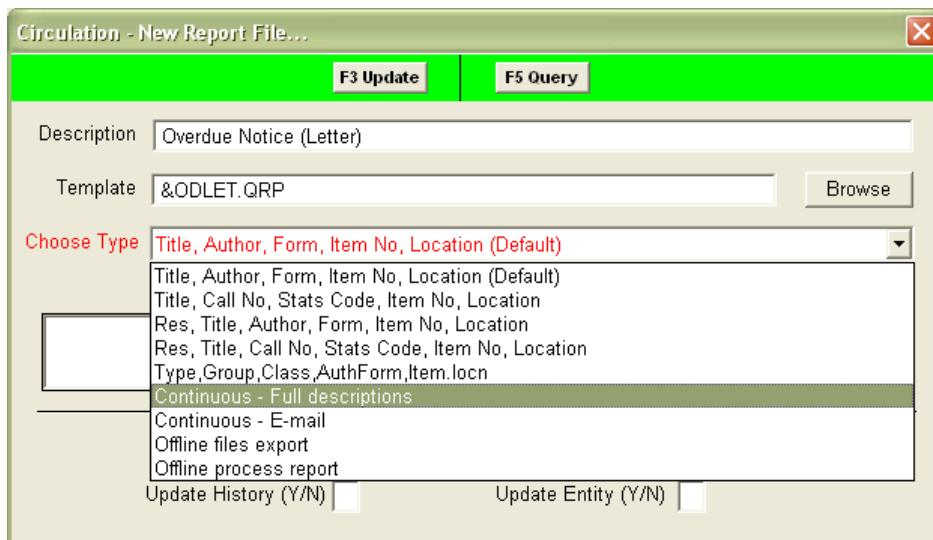 Circulation - New Report File...
F3 Update F5 Query
Description Overdue Notice (Letter)
Template &ODLET.QRP Browse
Choose Type Title, Author, Form, Item No, Location (Default)
Title, Author, Form, Item No, Location (Default)
Title, Call No, Stats Code, Item No, Location
Res, Title, Author, Form, Item No, Location
Res, Title, Call No, Stats Code, Item No, Location
Type,Group,Class,AuthForm,Item.locn
Continuous - Full descriptions
Continuous - E-mail
Offline files export
Offline process report
Update History (Y/N) Update Entity (Y/N)